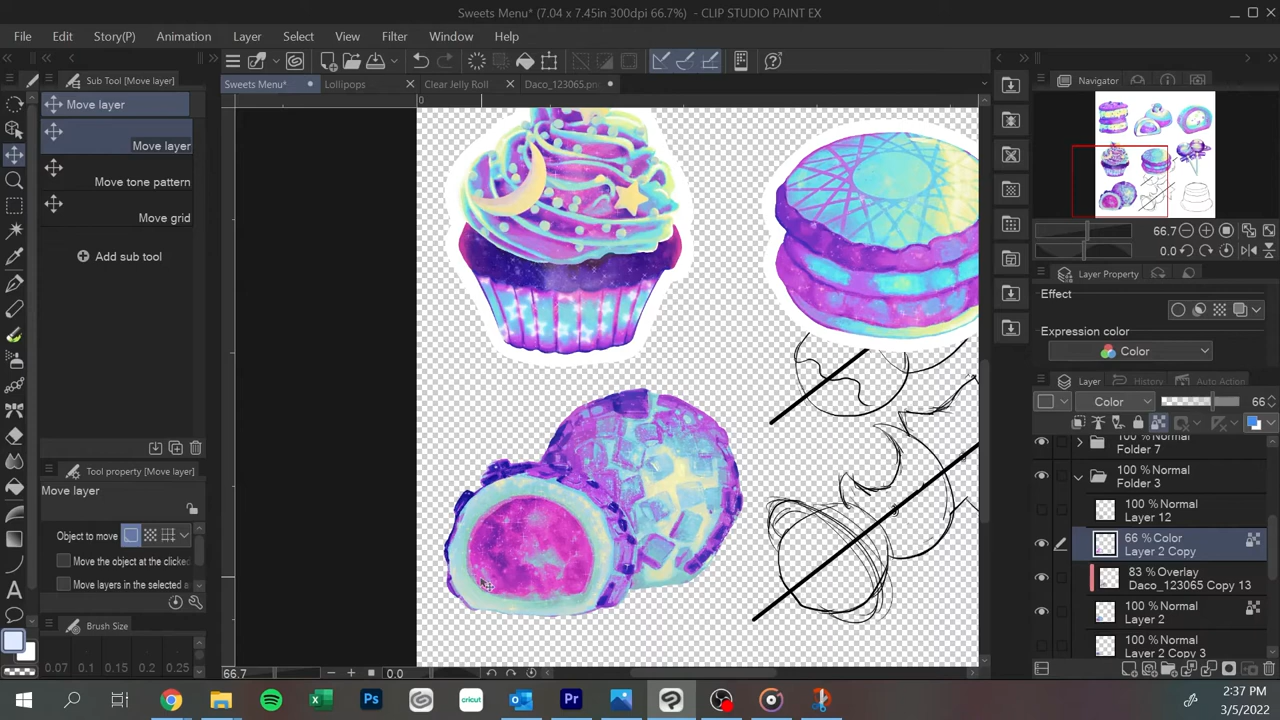 Sweets Menu* (7.04 x 7.45in 300dpi 66.7%) - CLIP STUDIO PAINT EX
File Edit Story(P) Animation Layer Select View Filter Window Help
Sub Tool [Move layer]
Sweets Menu* Lollipops Clear Jelly Roll Daco_123065.pn
Navigator
Move layer
Move layer
Move tone pattern
Move grid
Add sub tool
0
66.7
0.0
Layer Property
Effect
Expression color
Color
Layer History Auto Action
Color 66
100 % Normal
Folder 7
100 % Normal
Folder 3
100 % Normal
Layer 12
66 % Color
Layer 2 Copy
83 % Overlay
Daco_123065 Copy 13
100 % Normal
Layer 2
100 % Normal
Layer 2 Copy 3
Tool property [Move layer]
Move layer
Object to move
Move the object at the clicked
Move layers in the selected a
Brush Size
0.07 0.1 0.15 0.2 0.25
66.7 0.0
Ps cricut Pr
2:37 PM
3/5/2022